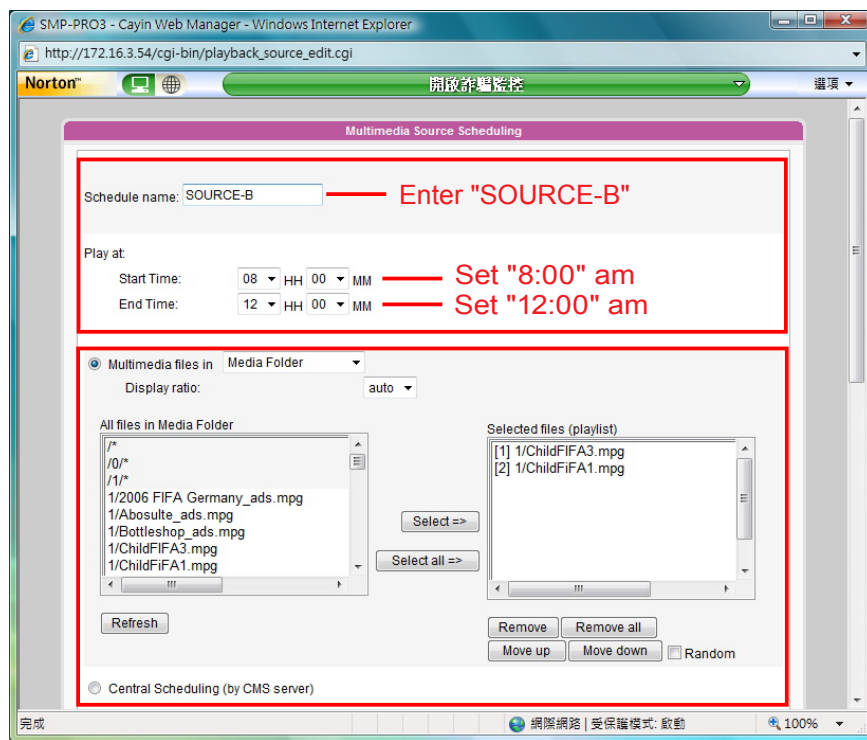 SMP-PRO3 - Cayin Web Manager - Windows Internet Explorer
http://172.16.3.54/cgi-bin/playback_source_edit.cgi
Norton™ 開啟詐騙監控 選項
Multimedia Source Scheduling
Schedule name: SOURCE-B Enter "SOURCE-B"
Play at:
Start Time: 08 HH 00 MM Set "8:00" am
End Time: 12 HH 00 MM Set "12:00" am
Multimedia files in Media Folder
Display ratio: auto
All files in Media Folder
/*
/0/*
/1/*
1/2006 FIFA Germany_ads.mpg
1/Abosulte_ads.mpg
1/Bottleshop_ads.mpg
1/ChildFIFA3.mpg
1/ChildFiFA1.mpg
Select =>
Select all =>
Selected files (playlist)
[1] 1/ChildFIFA3.mpg
[2] 1/ChildFiFA1.mpg
Refresh
Remove Remove all
Move up Move down Random
Central Scheduling (by CMS server)
完成 網際網路 | 受保護模式: 啟動 100%